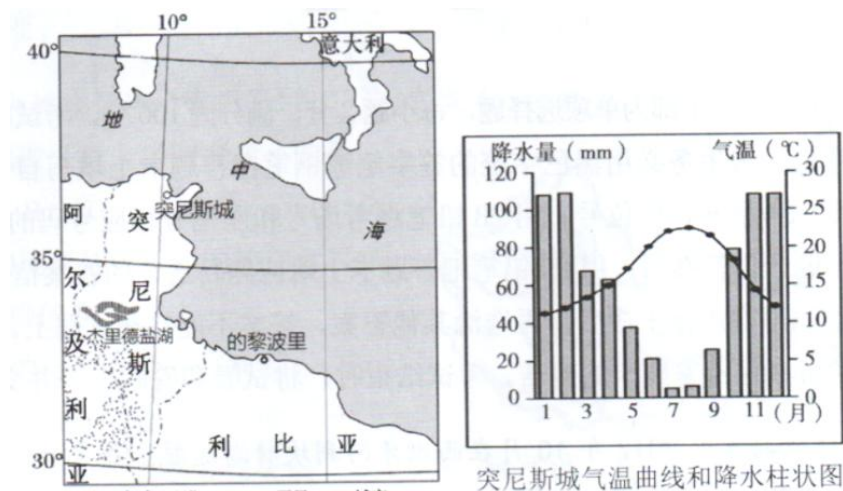 10° 15°
40°
意大利
地
中
海
突尼斯城
阿尔及利亚
突尼斯
35°
杰里德盐湖
的黎波里
利比亚
30°
降水量（mm） 气温（℃）
120 30
100 25
80 20
60 15
40 10
20 5
0 0
1 3 5 7 9 11（月）
突尼斯城气温曲线和降水柱状图